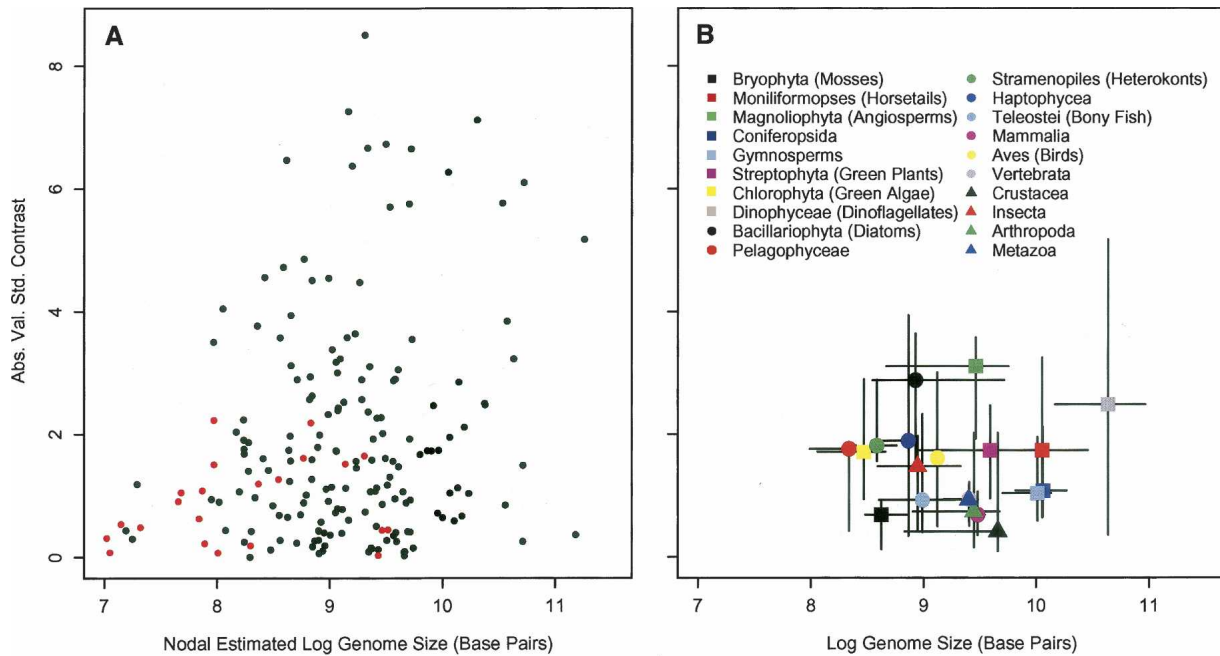 A
Abs. Val. Std. Contrast
8
6
4
2
0
7 8 9 10 11
Nodal Estimated Log Genome Size (Base Pairs)
B
Bryophyta (Mosses)
Moniliformopses (Horsetails)
Magnoliophyta (Angiosperms)
Coniferopsida
Gymnosperms
Streptophyta (Green Plants)
Chlorophyta (Green Algae)
Dinophyceae (Dinoflagellates)
Bacillariophyta (Diatoms)
Pelagophyceae
Stramenopiles (Heterokonts)
Haptophycea
Teleostei (Bony Fish)
Mammalia
Aves (Birds)
Vertebrata
Crustacea
Insecta
Arthropoda
Metazoa
7 8 9 10 11
Log Genome Size (Base Pairs)